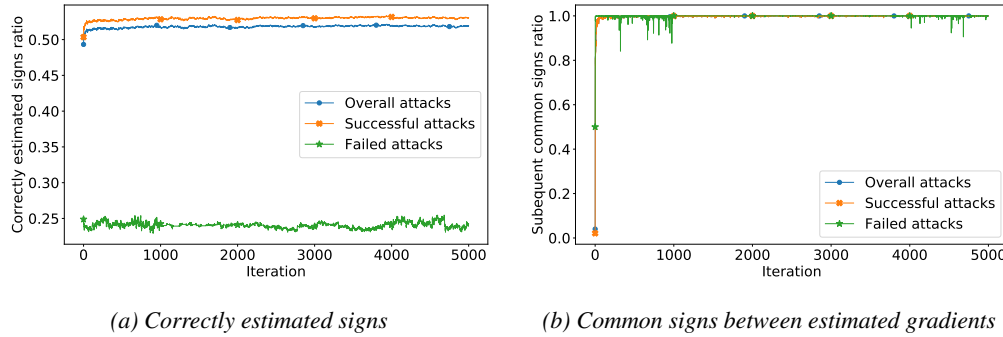 Correctly estimated signs ratio
0.50
0.45
0.40
0.35
0.30
0.25
0 1000 2000 3000 4000 5000
Iteration
Overall attacks
Successful attacks
Failed attacks
(a) Correctly estimated signs
Subequent common signs ratio
1.0
0.8
0.6
0.4
0.2
0.0
0 1000 2000 3000 4000 5000
Iteration
Overall attacks
Successful attacks
Failed attacks
(b) Common signs between estimated gradients